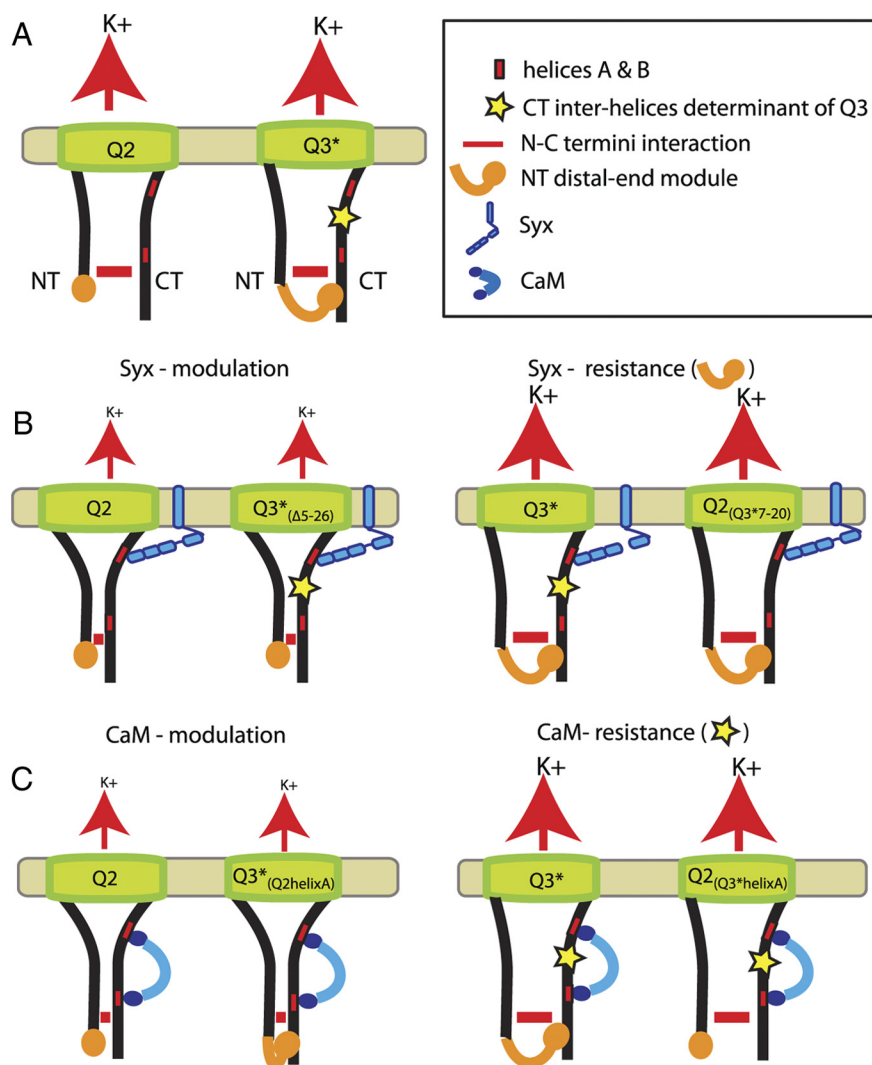 A
K+
K+
Q2
Q3*
NT
CT
NT
CT
helices A & B
CT inter-helices determinant of Q3
N-C termini interaction
NT distal-end module
Syx
CaM
Syx - modulation
Syx - resistance ( )
B
K+
K+
K+
K+
Q2
Q3*(Δ5-26)
Q3*
Q2(Q3*7-20)
CaM - modulation
CaM- resistance ( )
C
K+
K+
K+
K+
Q2
Q3*(Q2helixA)
Q3*
Q2(Q3*helixA)